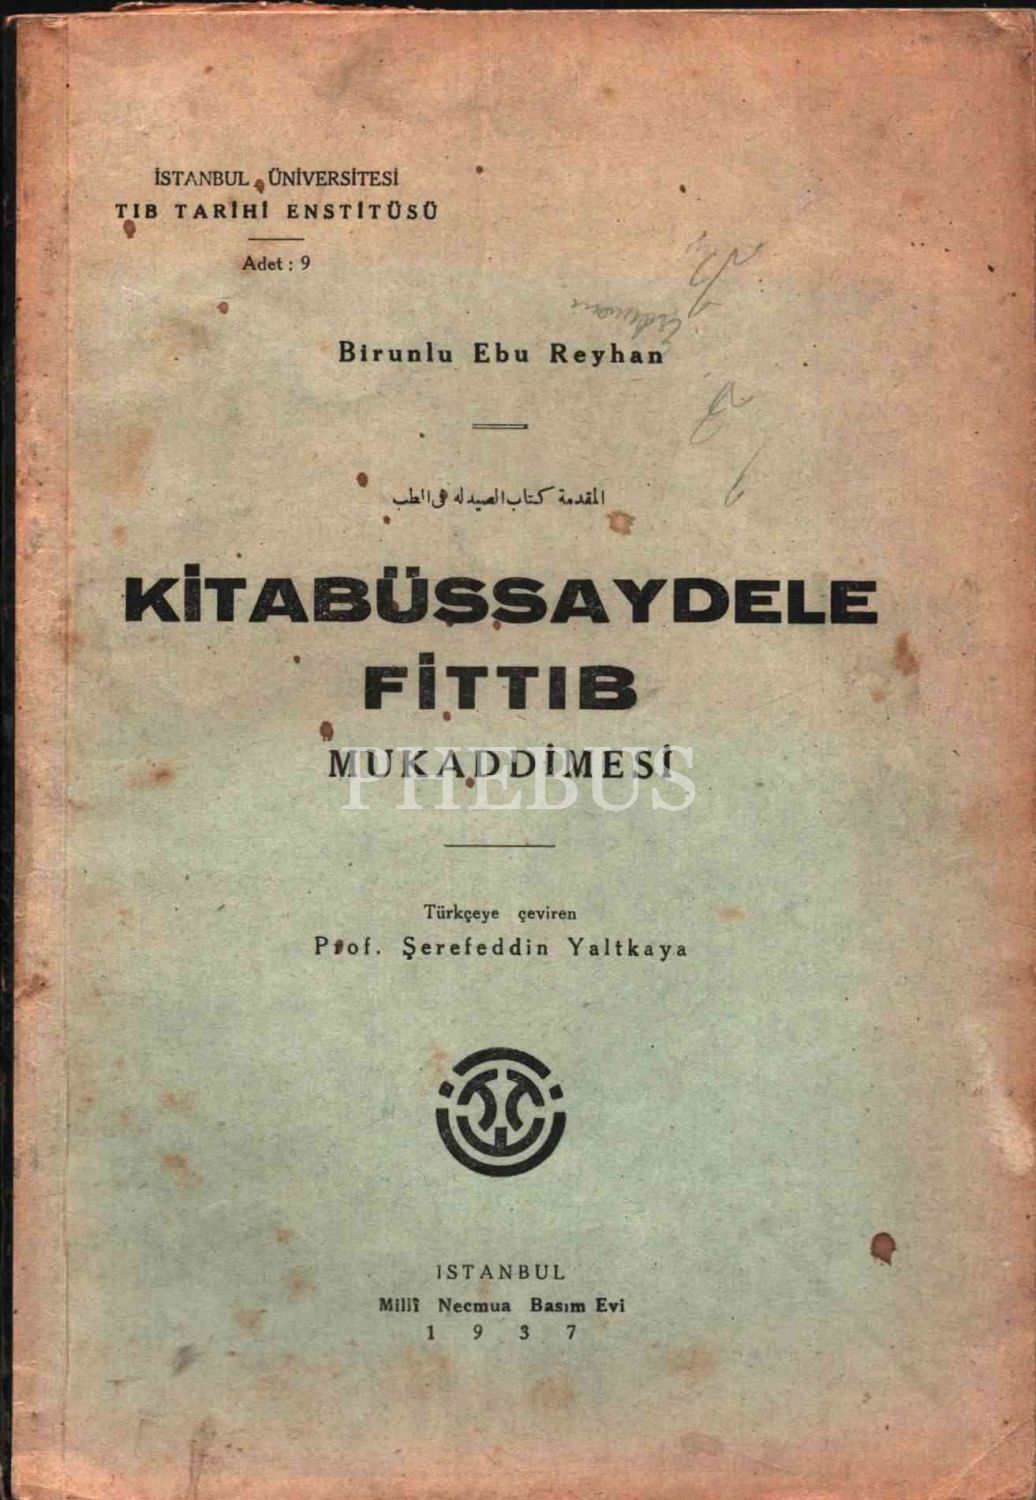 İSTANBUL ÜNİVERSİTESİ
TIB TARİHİ ENSTİTÜSÜ
Adet : 9
Birunlu Ebu Reyhan
المقدمة كتاب الصيدله فى الطب
KİTABÜSSAYDELE
FİTTIB
MUKADDİMESİ
PHEBUS
Türkçeye çeviren
Prof. Şerefeddin Yaltkaya
İSTANBUL
Millî Necmua Basım Evi
1 9 3 7